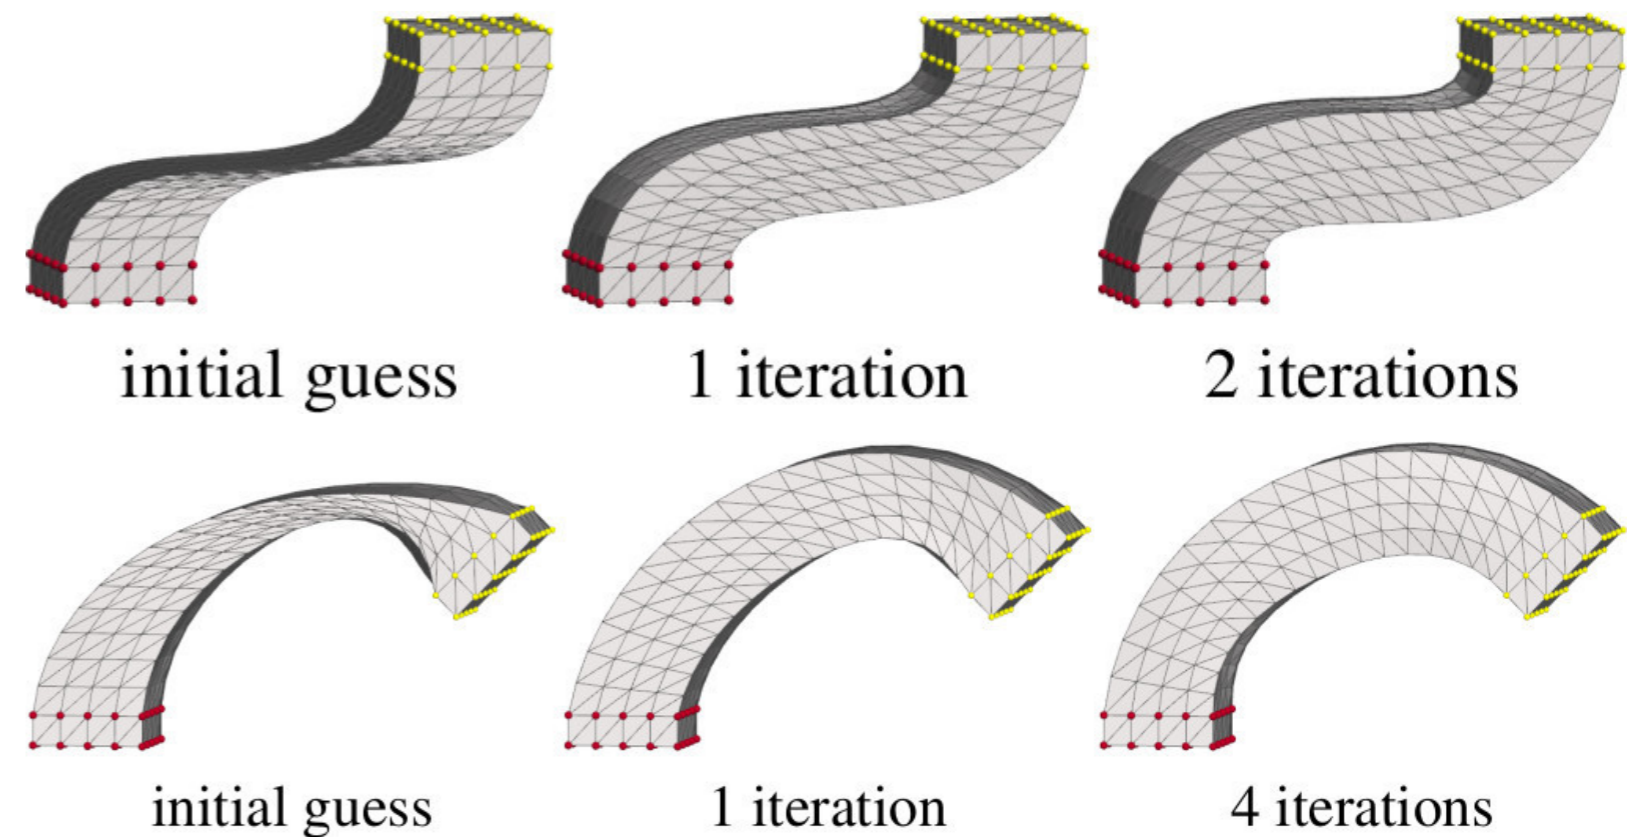 initial guess
1 iteration
2 iterations
initial guess
1 iteration
4 iterations